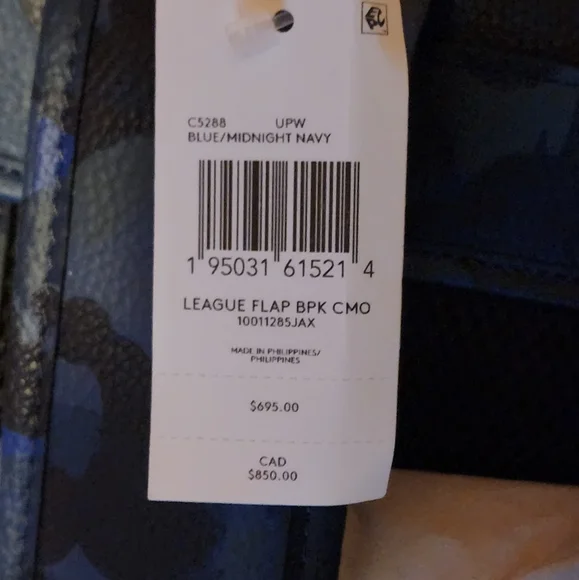 C5288 UPW
BLUE/MIDNIGHT NAVY
1 95031 61521 4
LEAGUE FLAP BPK CMO
10011285JAX
MADE IN PHILIPPINES/
PHILIPPINES
$695.00
CAD
$850.00